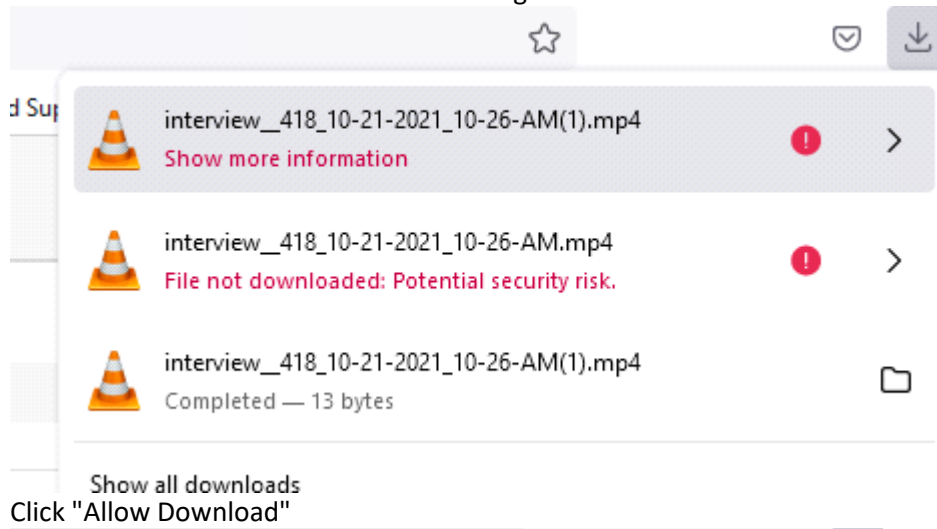 d Sup
interview__418_10-21-2021_10-26-AM(1).mp4
Show more information
interview__418_10-21-2021_10-26-AM.mp4
File not downloaded: Potential security risk.
interview__418_10-21-2021_10-26-AM(1).mp4
Completed — 13 bytes
Show all downloads
Click "Allow Download"